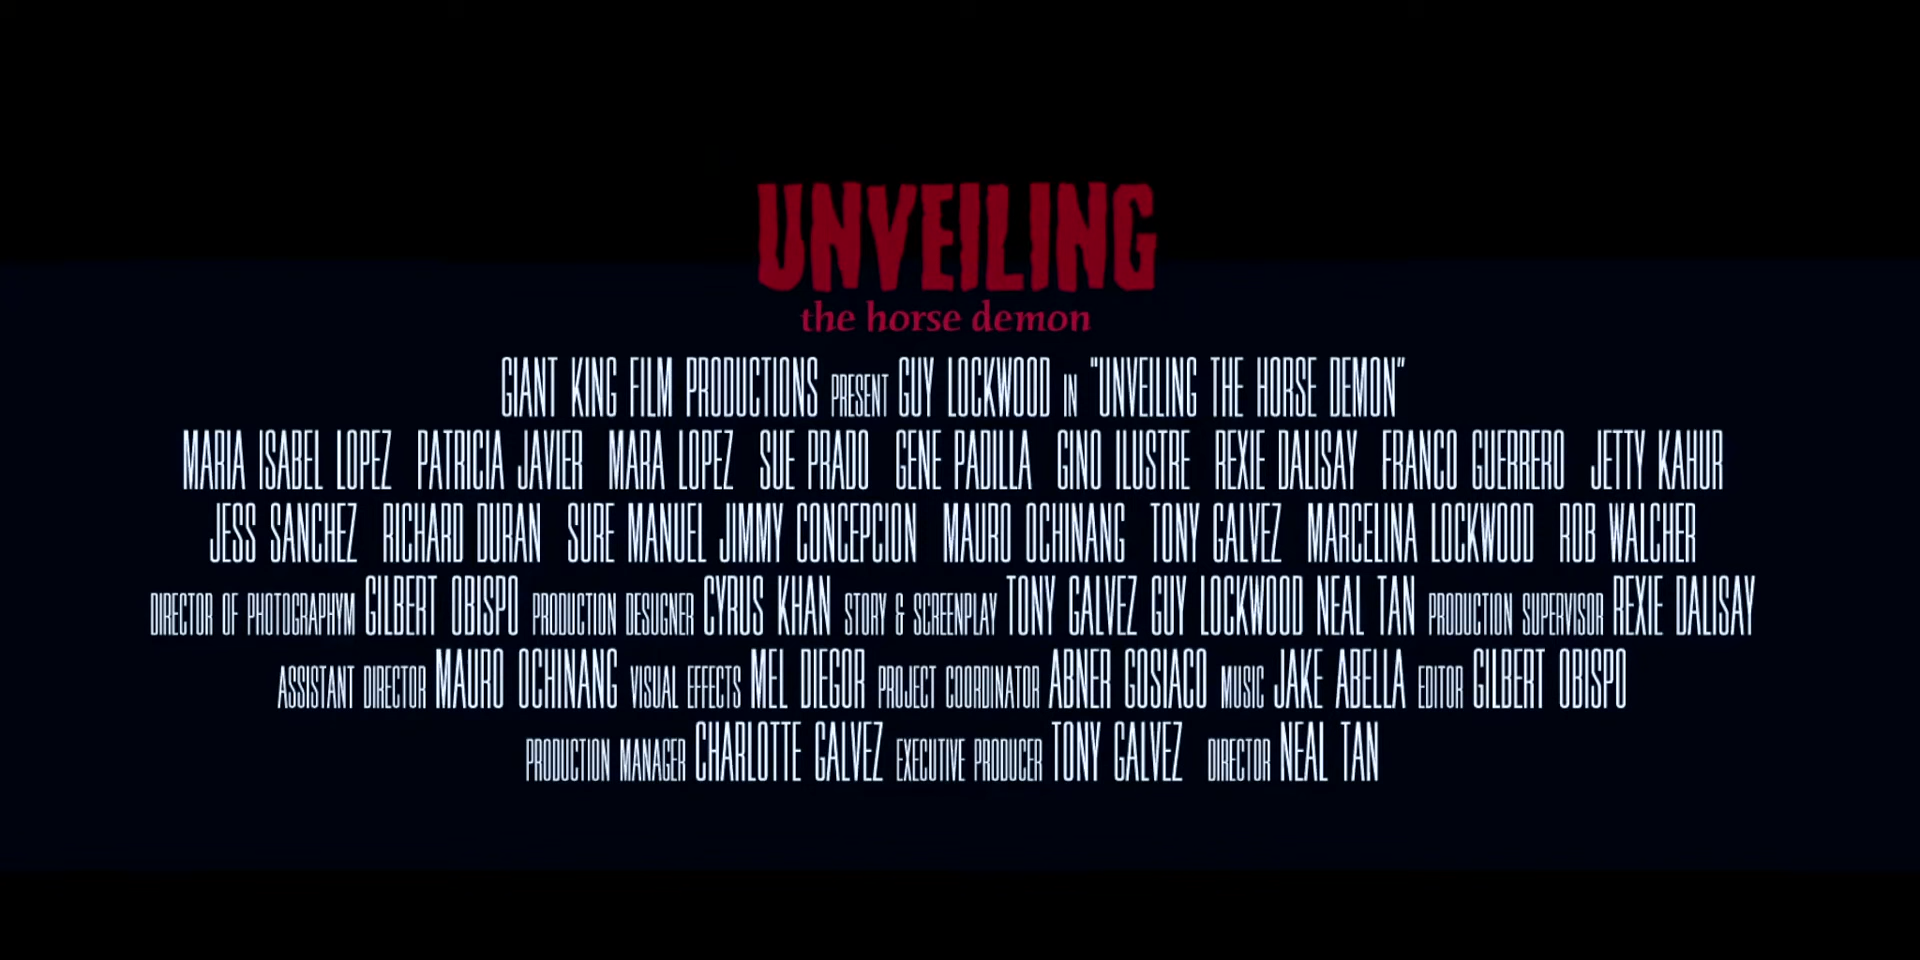 UNVEILING
the horse demon
GIANT KING FILM PRODUCTIONS PRESENT GUY LOCKWOOD IN "UNVEILING THE HORSE DEMON"
MARIA ISABEL LOPEZ PATRICIA JAVIER MARA LOPEZ SUE PRADO GENE PADILLA GINO ILUSTRE REXIE DALISAY FRANCO GUERRERO JETTY KAHUR
JESS SANCHEZ RICHARD DURAN SURE MANUEL JIMMY CONCEPCION MAURO OCHINANG TONY GALVEZ MARCELINA LOCKWOOD ROB WALCHER
DIRECTOR OF PHOTOGRAPHYM GILBERT OBISPO PRODUCTION DESIGNER CYRUS KHAN STORY & SCREENPLAY TONY GALVEZ GUY LOCKWOOD NEAL TAN PRODUCTION SUPERVISOR REXIE DALISAY
ASSISTANT DIRECTOR MAURO OCHINANG VISUAL EFFECTS MEL DIEGOR PROJECT COORDINATOR ABNER GOSIACO MUSIC JAKE ABELLA EDITOR GILBERT OBISPO
PRODUCTION MANAGER CHARLOTTE GALVEZ EXECUTIVE PRODUCER TONY GALVEZ DIRECTOR NEAL TAN